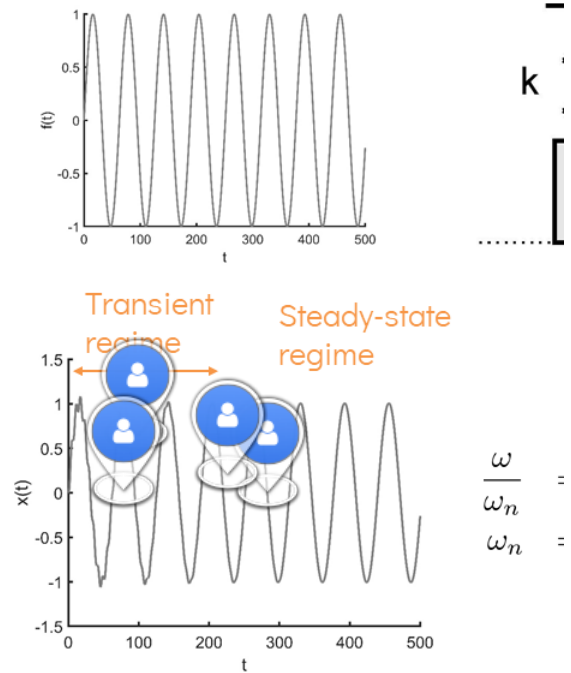 1
0.5
0
-0.5
-1
f(t)
0 100 200 300 400 500
t
k
Transient
regime
Steady-state
regime
1.5
1
0.5
0
-0.5
-1
-1.5
x(t)
0 100 200 300 400 500
t
ω
ωₙ =
ωₙ =